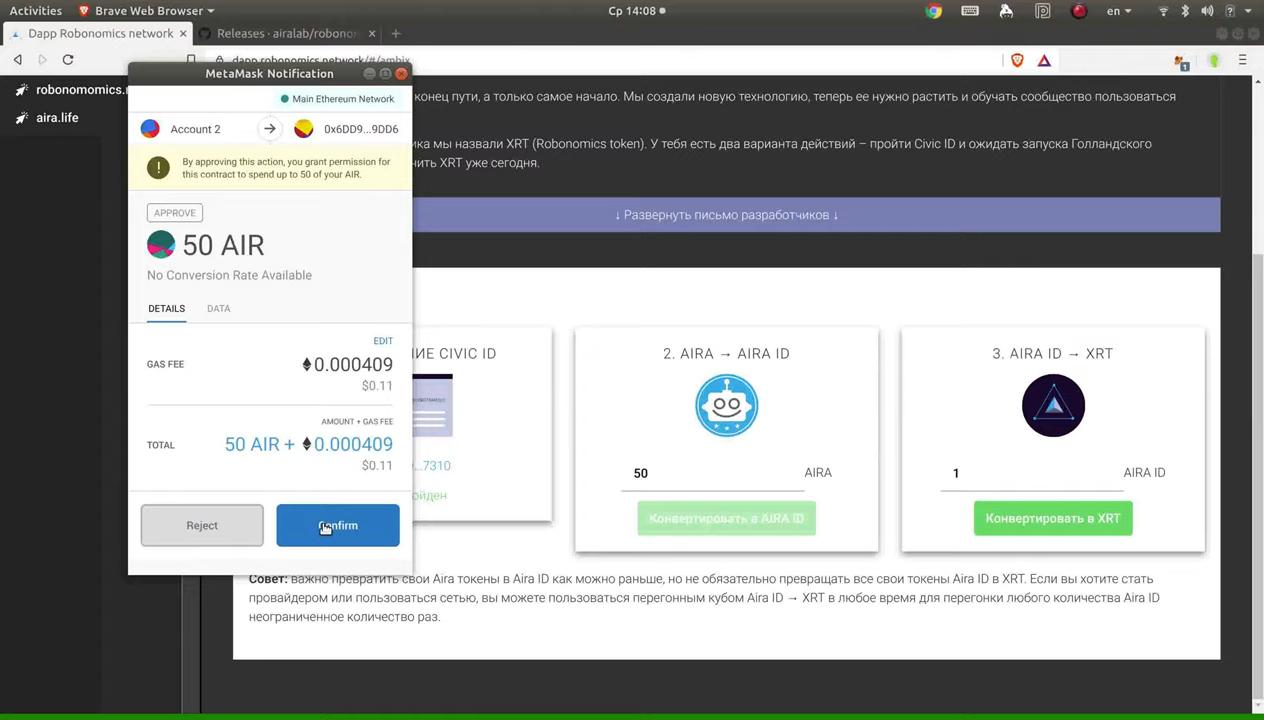 Activities
Brave Web Browser
Ср 14:08
en
Dapp Robonomics network
Releases · airalab/robono
dapp.robonomics.network/#/ambix
1
robonomomics.n
aira.life
MetaMask Notification
Main Ethereum Network
Account 2
0x6DD9...9DD6
By approving this action, you grant permission for
this contract to spend up to 50 of your AIR.
APPROVE
50 AIR
No Conversion Rate Available
DETAILS
DATA
EDIT
GAS FEE
0.000409
$0.11
AMOUNT + GAS FEE
TOTAL
50 AIR + 0.000409
$0.11
Reject
Confirm
конец пути, а только самое начало. Мы создали новую технологию, теперь ее нужно растить и обучать сообщество пользоваться
мы назвали XRT (Robonomics token). У тебя есть два варианта действий – пройти Civic ID и ожидать запуска Голландского
XRT уже сегодня.
↓ Развернуть письмо разработчиков ↓
CIVIC ID
...7310
2. AIRA → AIRA ID
50
AIRA
Конвертировать в AIRA ID
3. AIRA ID → XRT
1
AIRA ID
Конвертировать в XRT
Совет: важно превратить свои Aira токены в Aira ID как можно раньше, но не обязательно превращать все свои токены Aira ID в XRT. Если вы хотите стать
провайдером или пользоваться сетью, вы можете пользоваться перегонным кубом Aira ID → XRT в любое время для перегонки любого количества Aira ID
неограниченное количество раз.